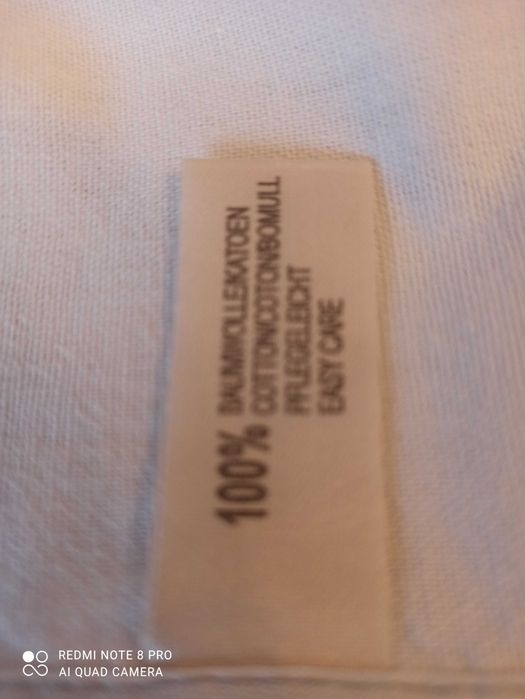 100% BAUMWOLLE/KATOEN
COTTON/COTON/BOMULL
PFLEGELEICHT
EASY CARE
REDMI NOTE 8 PRO
AI QUAD CAMERA